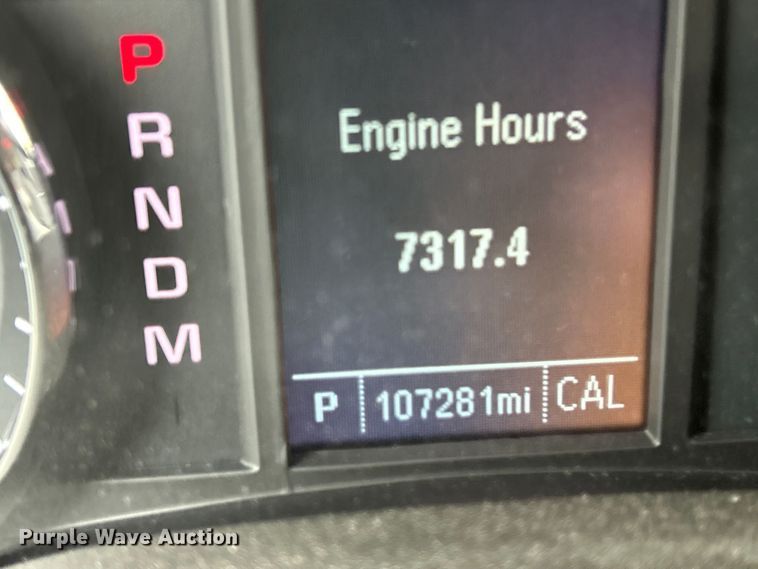 P
R
N
D
M
Engine Hours
7317.4
P 107281mi CAL
Purple Wave Auction